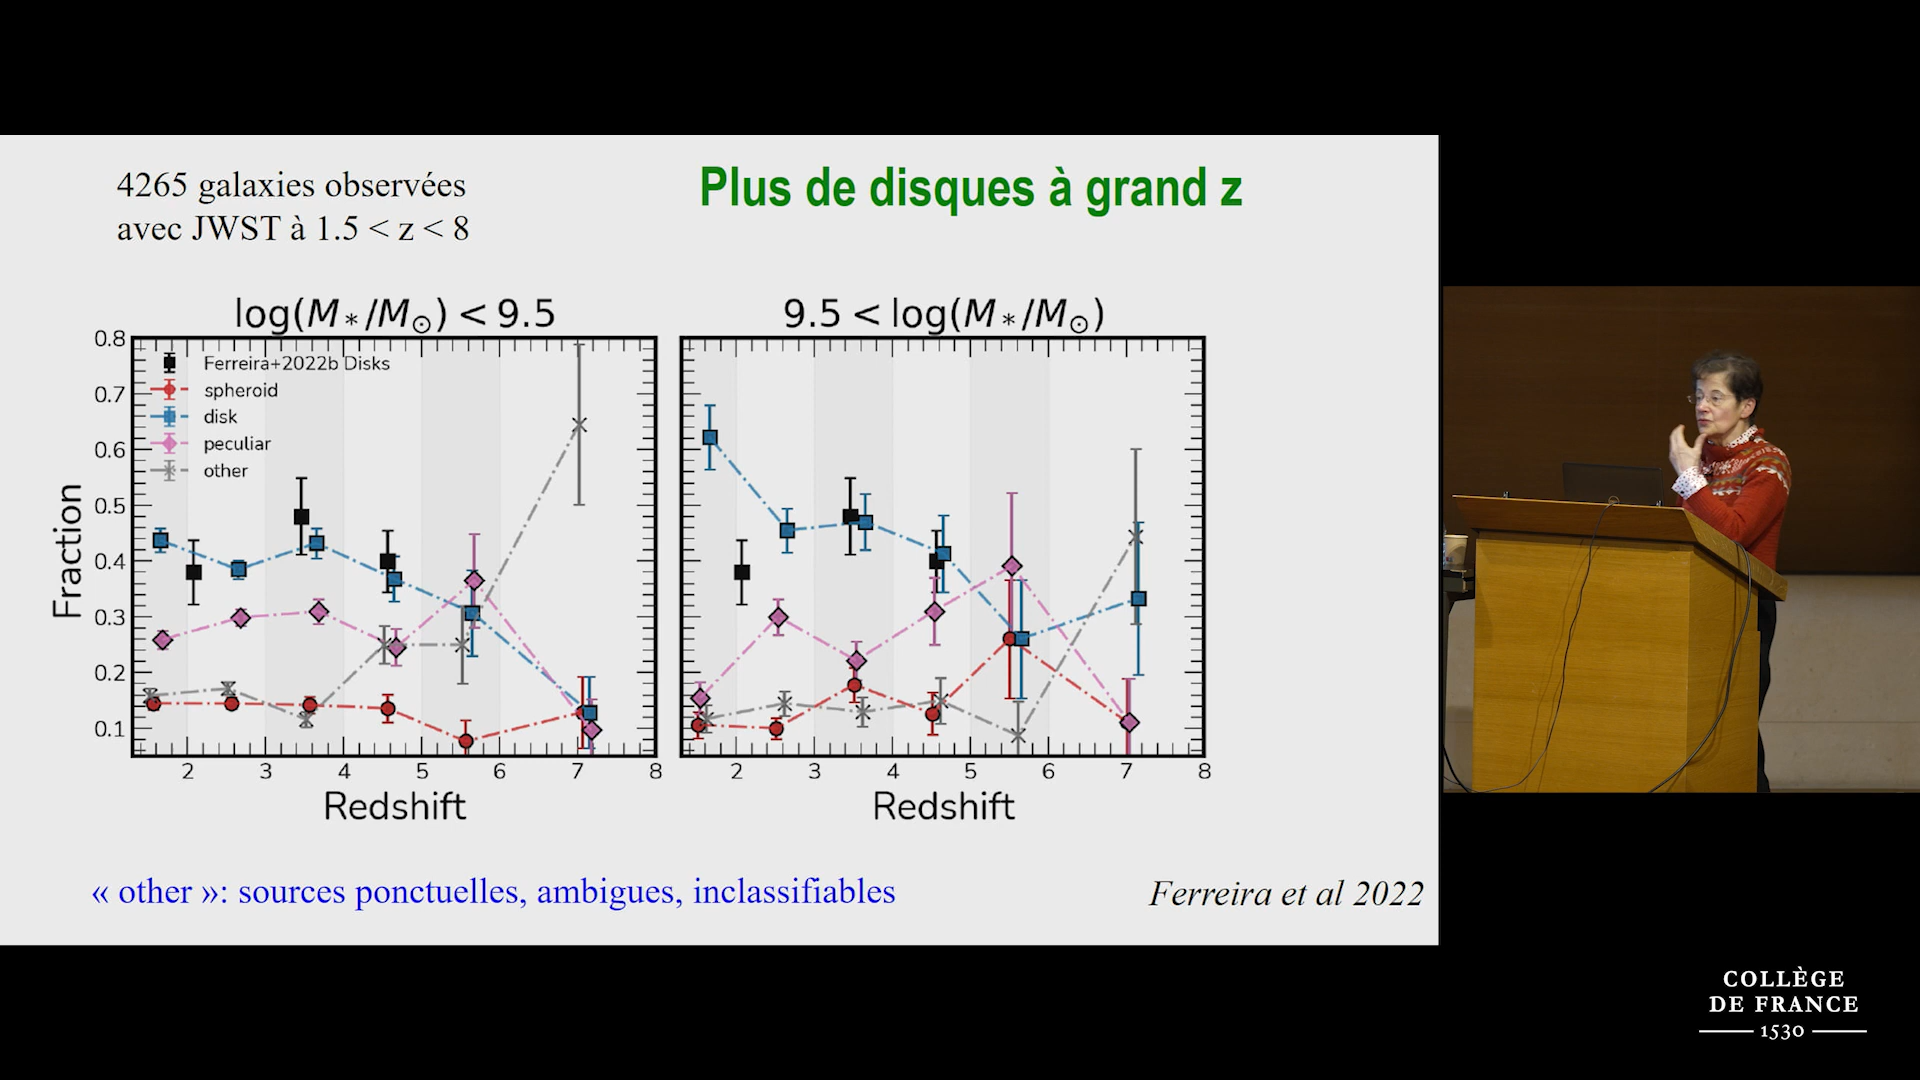 4265 galaxies observées
avec JWST à 1.5 < z < 8
Plus de disques à grand z
log(M∗/M⊙) < 9.5
9.5 < log(M∗/M⊙)
Fraction
0.8
0.7
0.6
0.5
0.4
0.3
0.2
0.1
Ferreira+2022b Disks
spheroid
disk
peculiar
other
2 3 4 5 6 7 8
2 3 4 5 6 7 8
Redshift
Redshift
« other »: sources ponctuelles, ambigues, inclassifiables
Ferreira et al 2022
COLLÈGE
DE FRANCE
1530